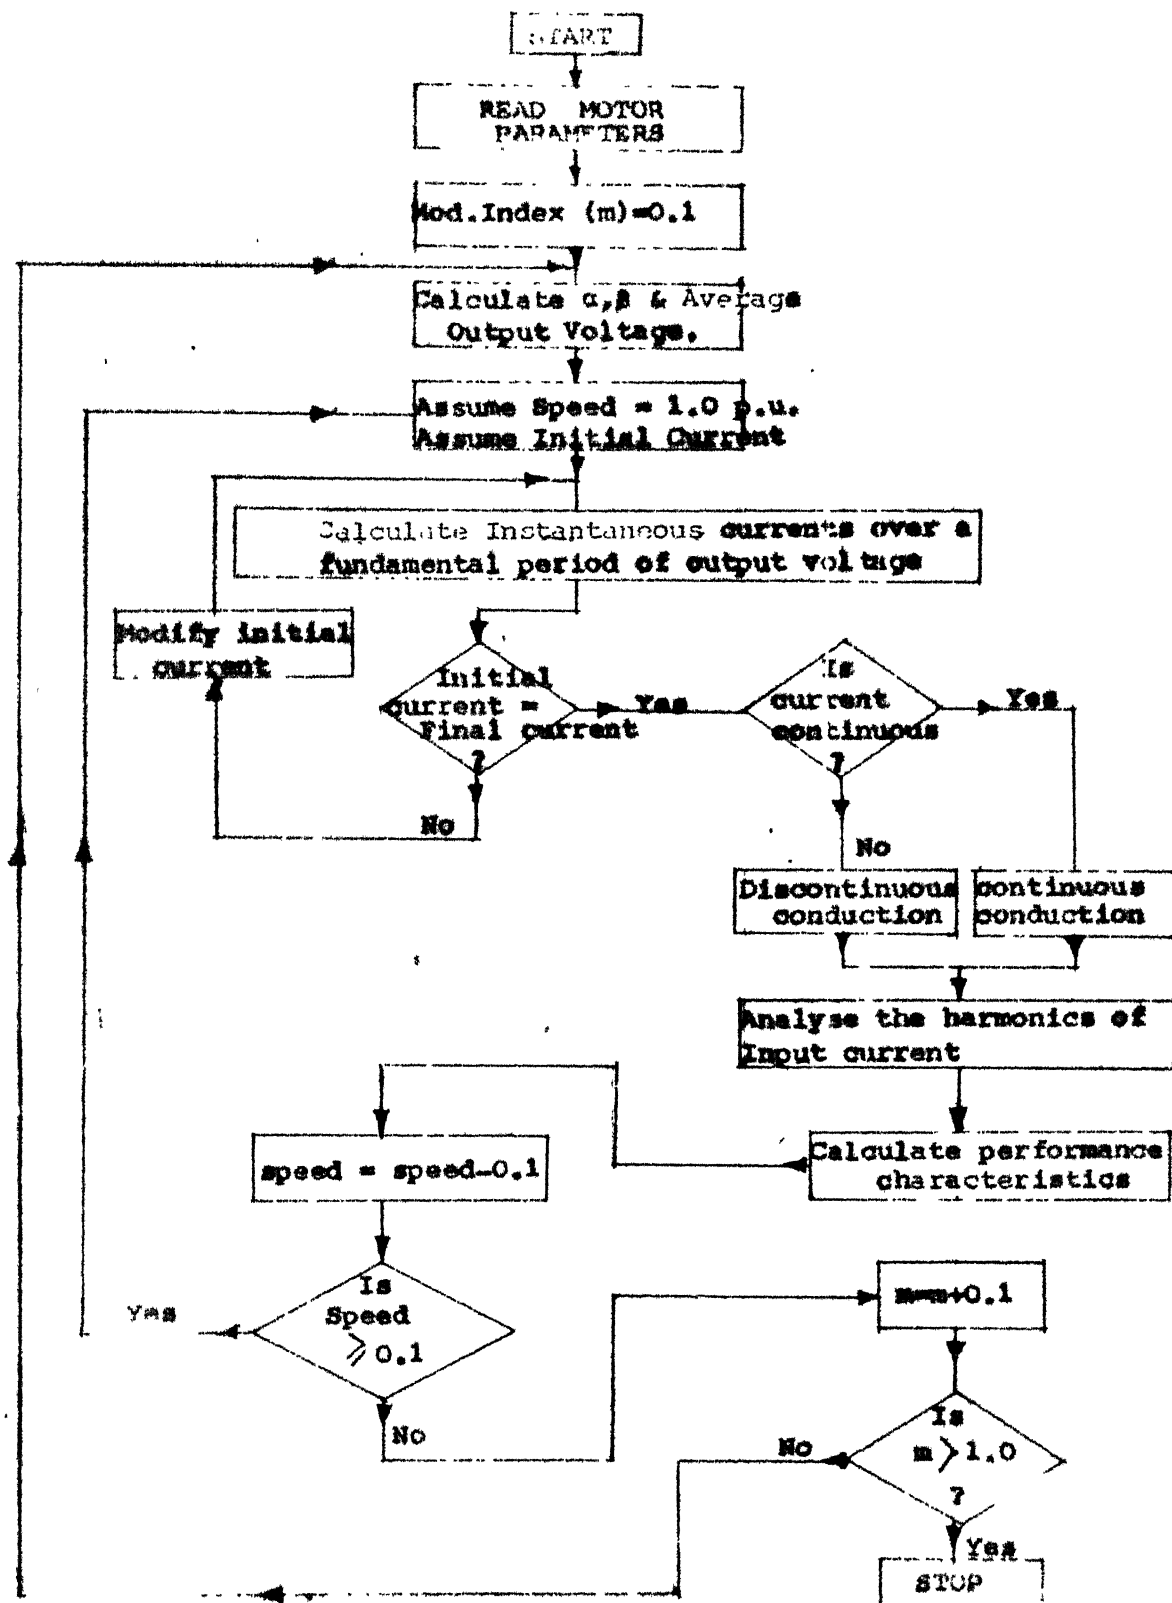 START
READ MOTOR
PARAMETERS
Mod.Index (m)=0.1
Calculate α,β & Average
Output Voltage.
Assume Speed = 1.0 p.u.
Assume Initial Current
Calculate Instantaneous currents over a
fundamental period of output voltage
Modify initial
current
Initial
current =
Final current
?
Yes
No
Is
current
continuous
?
Yes
No
Discontinuous
conduction
continuous
conduction
Analyse the harmonics of
Input current
Calculate performance
characteristics
speed = speed-0.1
Is
Speed
⩾ 0.1
Yes
No
m=m+0.1
Is
m > 1.0
?
No
Yes
STOP